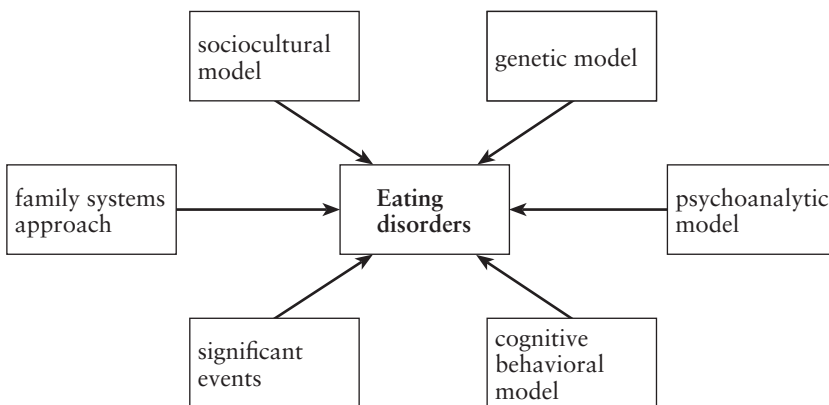 sociocultural
model
genetic model
family systems
approach
Eating
disorders
psychoanalytic
model
significant
events
cognitive
behavioral
model